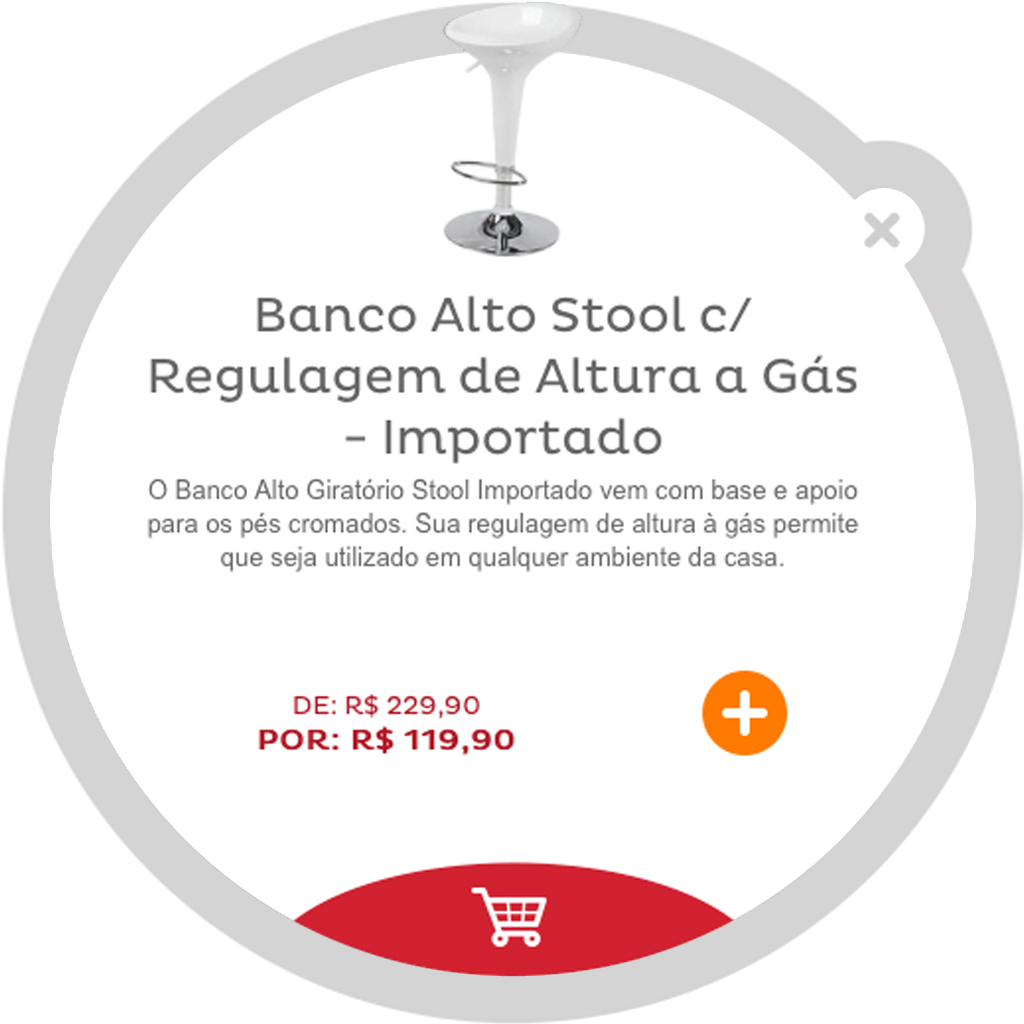 Banco Alto Stool c/
Regulagem de Altura a Gás
- Importado
O Banco Alto Giratório Stool Importado vem com base e apoio
para os pés cromados. Sua regulagem de altura à gás permite
que seja utilizado em qualquer ambiente da casa.
DE: R$ 229,90
POR: R$ 119,90